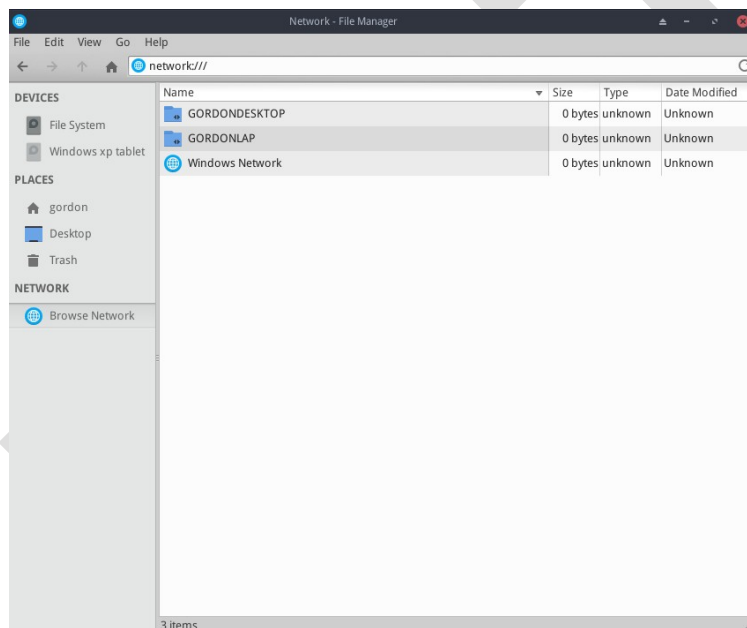 Network - File Manager
File Edit View Go Help
network:///
DEVICES
File System
Windows xp tablet
PLACES
gordon
Desktop
Trash
NETWORK
Browse Network
Name Size Type Date Modified
GORDONDESKTOP 0 bytes unknown Unknown
GORDONLAP 0 bytes unknown Unknown
Windows Network 0 bytes unknown Unknown
3 items